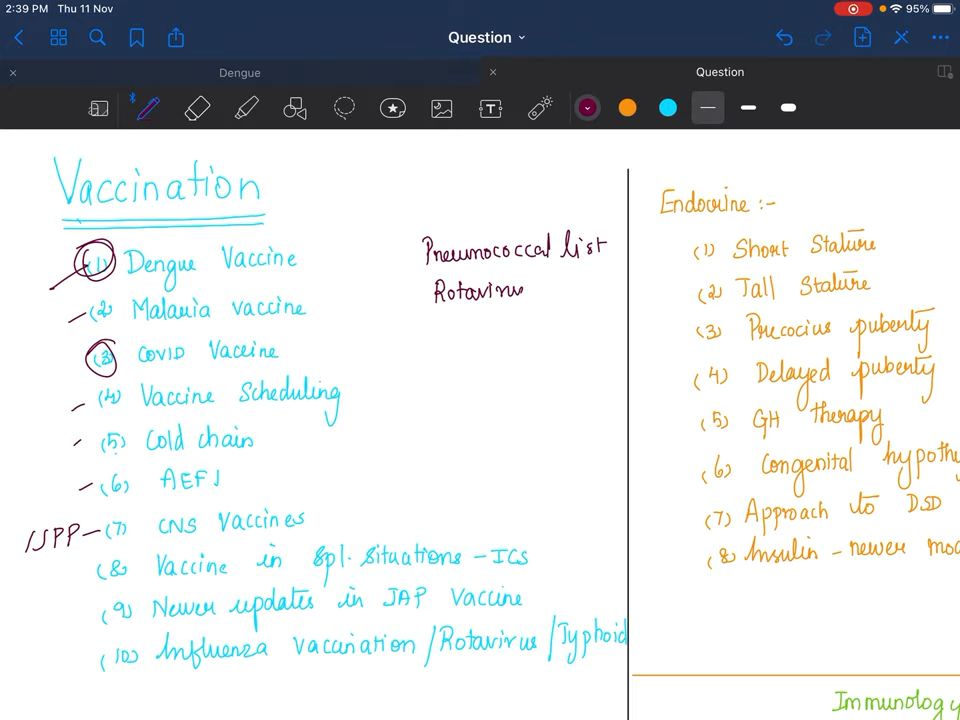 2:39 PM Thu 11 Nov
95%
Question
Dengue
Question
Vaccination
(1) Dengue Vaccine
(2) Malaria vaccine
(3) COVID Vaccine
(4) Vaccine Scheduling
(5) Cold chain
(6) AEFI
ISPP - (7) CNS Vaccines
(8) Vaccine in spl. situations - ICS
(9) Newer updates in IAP Vaccine
(10) Influenza vaccination / Rotavirus / Typhoid
Pneumococcal list
Rotavirus
Endocrine :-
(1) Short Stature
(2) Tall Stature
(3) Precocius puberty
(4) Delayed puberty
(5) GH therapy
(6) Congenital hypothy
(7) Approach to DSD
(8) Insulin - newer mo
Immunology